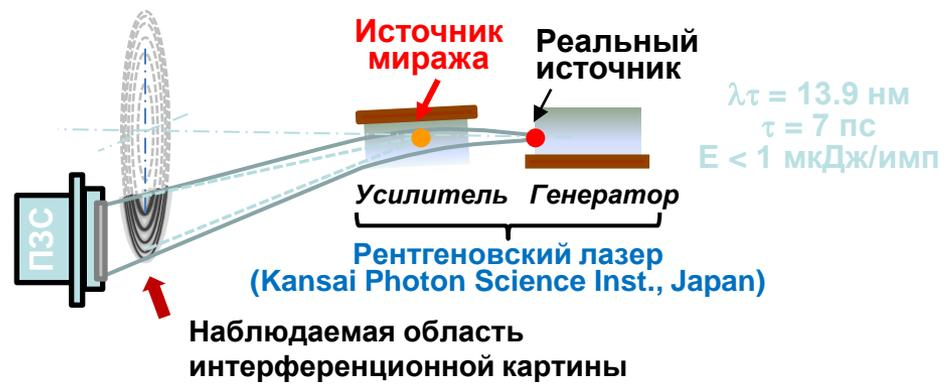 Источник
миража
Реальный
источник
λτ = 13.9 нм
τ = 7 пс
E < 1 мкДж/имп
Усилитель
Генератор
ПЗС
Рентгеновский лазер
(Kansai Photon Science Inst., Japan)
Наблюдаемая область
интерференционной картины